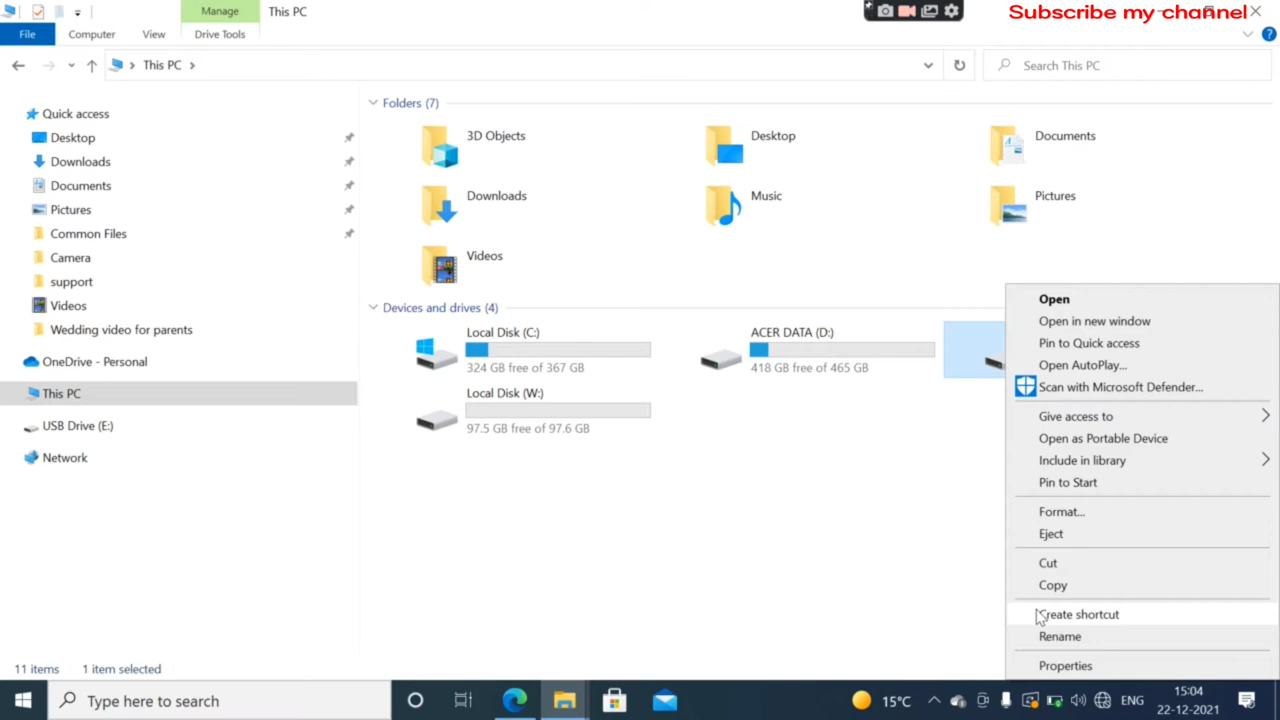 Manage
This PC
Subscribe my channel
File
Computer
View
Drive Tools
This PC
Search This PC
Quick access
Desktop
Downloads
Documents
Pictures
Common Files
Camera
support
Videos
Wedding video for parents
OneDrive - Personal
This PC
USB Drive (E:)
Network
Folders (7)
3D Objects
Desktop
Documents
Downloads
Music
Pictures
Videos
Devices and drives (4)
Local Disk (C:)
324 GB free of 367 GB
ACER DATA (D:)
418 GB free of 465 GB
Local Disk (W:)
97.5 GB free of 97.6 GB
Open
Open in new window
Pin to Quick access
Open AutoPlay...
Scan with Microsoft Defender...
Give access to
Open as Portable Device
Include in library
Pin to Start
Format...
Eject
Cut
Copy
Create shortcut
Rename
Properties
11 items
1 item selected
Type here to search
15°C
ENG
15:04
22-12-2021